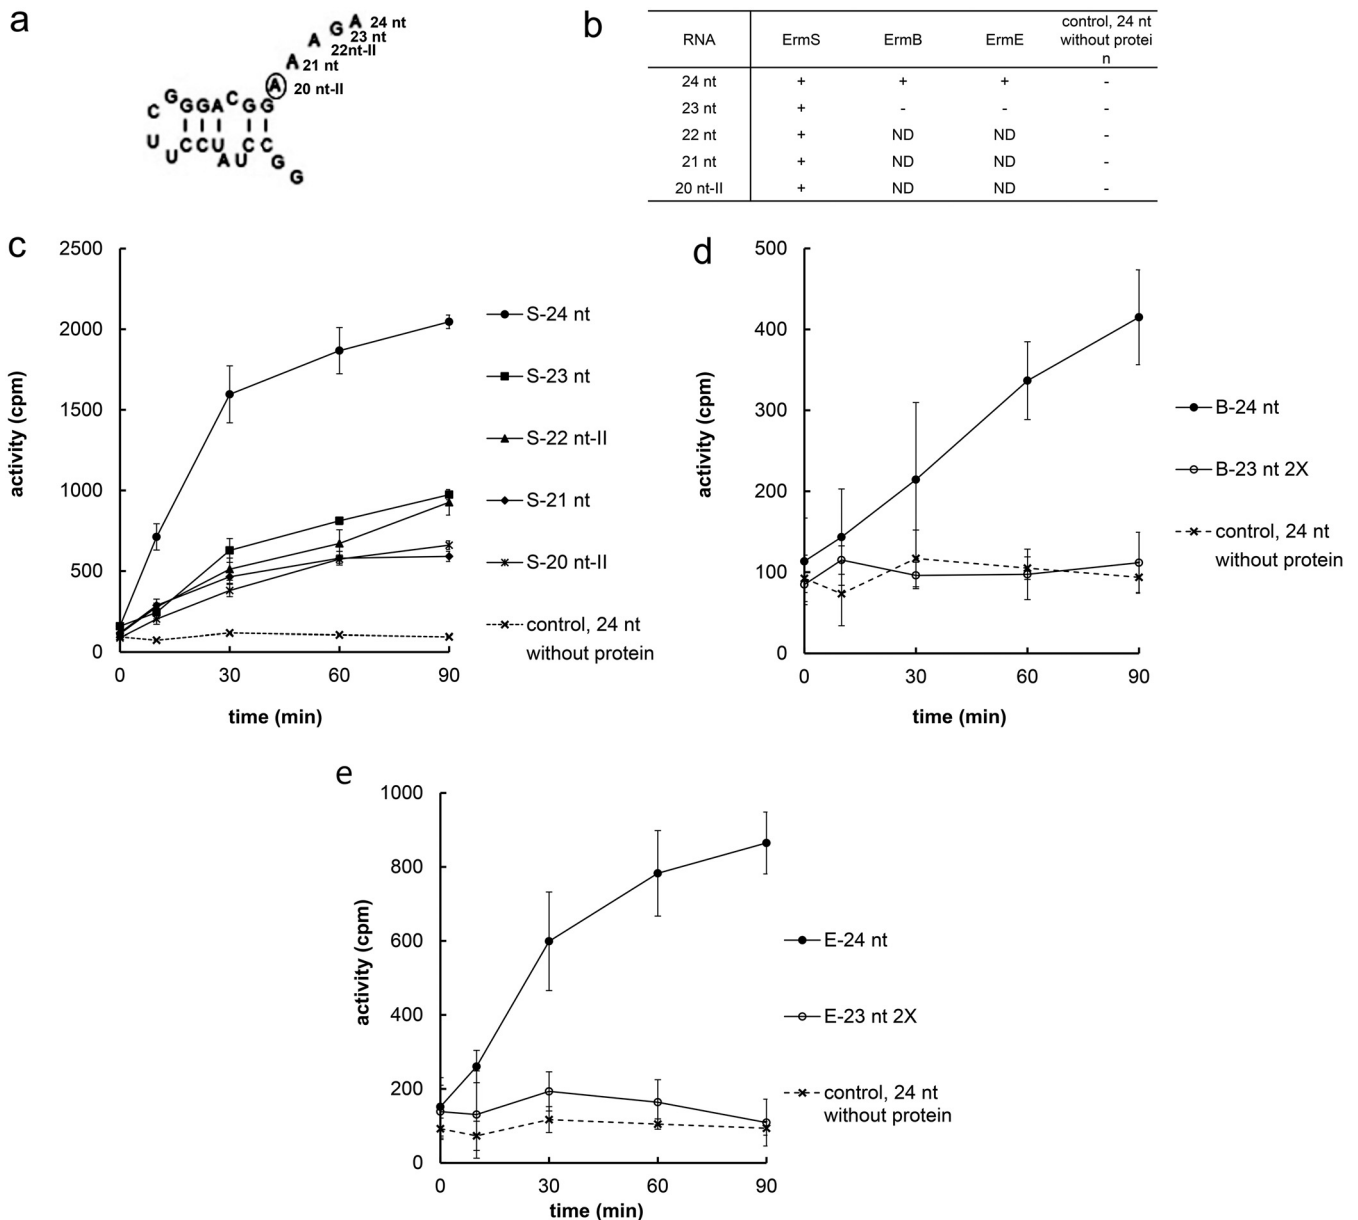 a
A 24 nt
G 23 nt
A 22nt-II
A 21 nt
A 20 nt-II
C G G G A C G G
U U C C U A U C C G G
b
RNA ErmS ErmB ErmE control, 24 nt
without protei
n
24 nt + + + -
23 nt + - - -
22 nt + ND ND -
21 nt + ND ND -
20 nt-II + ND ND -
c
activity (cpm)
2500
2000
1500
1000
500
0
0 30 60 90
time (min)
S-24 nt
S-23 nt
S-22 nt-II
S-21 nt
S-20 nt-II
control, 24 nt
without protein
d
activity (cpm)
500
400
300
200
100
0
0 30 60 90
time (min)
B-24 nt
B-23 nt 2X
control, 24 nt
without protein
e
activity (cpm)
1000
800
600
400
200
0
0 30 60 90
time (min)
E-24 nt
E-23 nt 2X
control, 24 nt
without protein